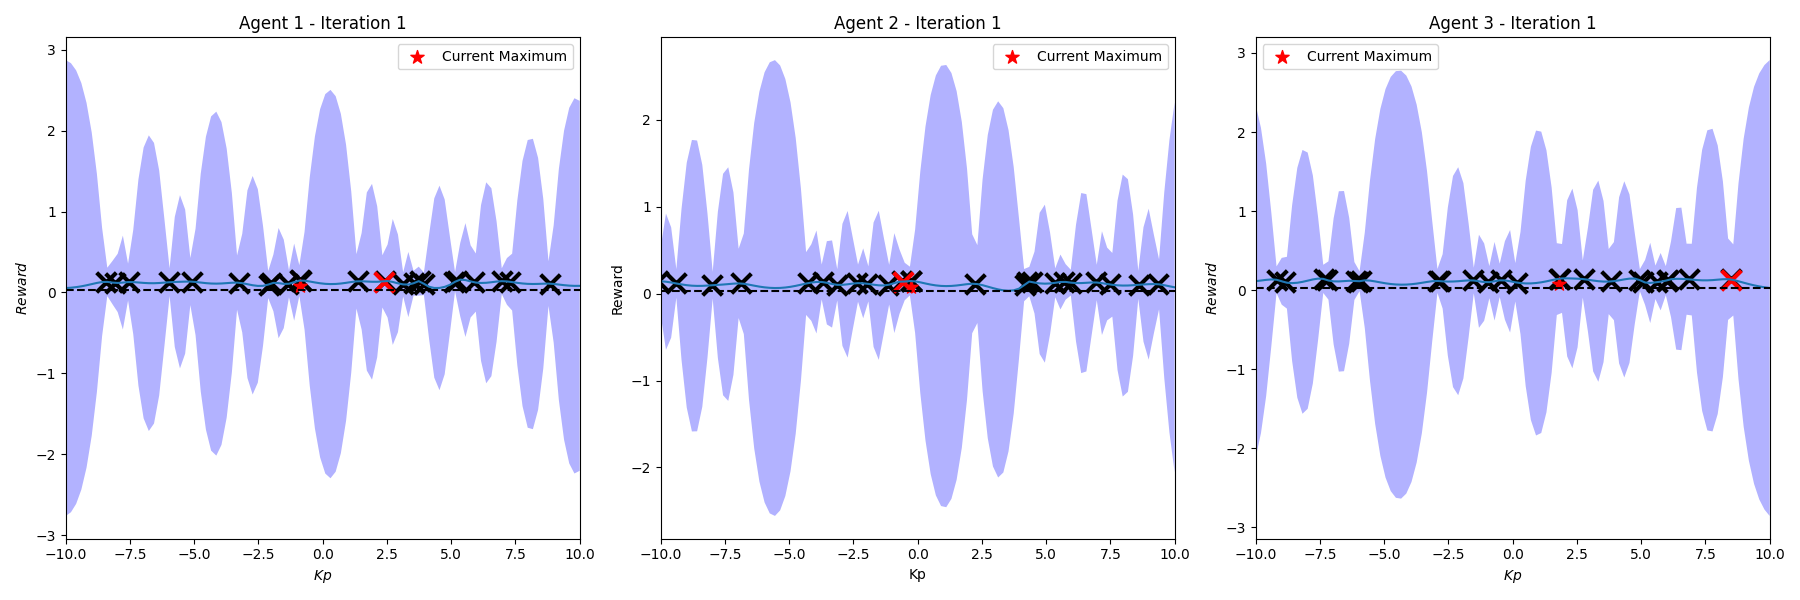 Agent 1 - Iteration 1
Current Maximum
Reward
3
2
1
0
−1
−2
−3
−10.0 −7.5 −5.0 −2.5 0.0 2.5 5.0 7.5 10.0
Kp
Agent 2 - Iteration 1
Current Maximum
Reward
2
1
0
−1
−2
−10.0 −7.5 −5.0 −2.5 0.0 2.5 5.0 7.5 10.0
Kp
Agent 3 - Iteration 1
Current Maximum
Reward
3
2
1
0
−1
−2
−3
−10.0 −7.5 −5.0 −2.5 0.0 2.5 5.0 7.5 10.0
Kp